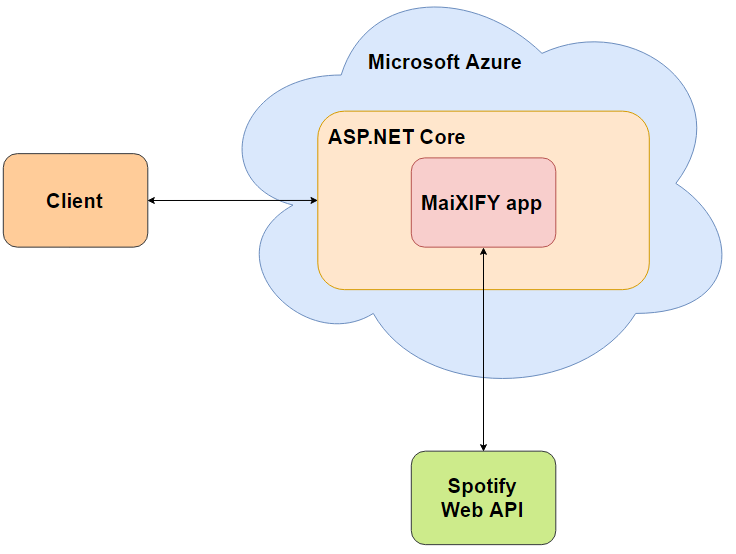 Microsoft Azure
ASP.NET Core
Client
MaiXIFY app
Spotify
Web API